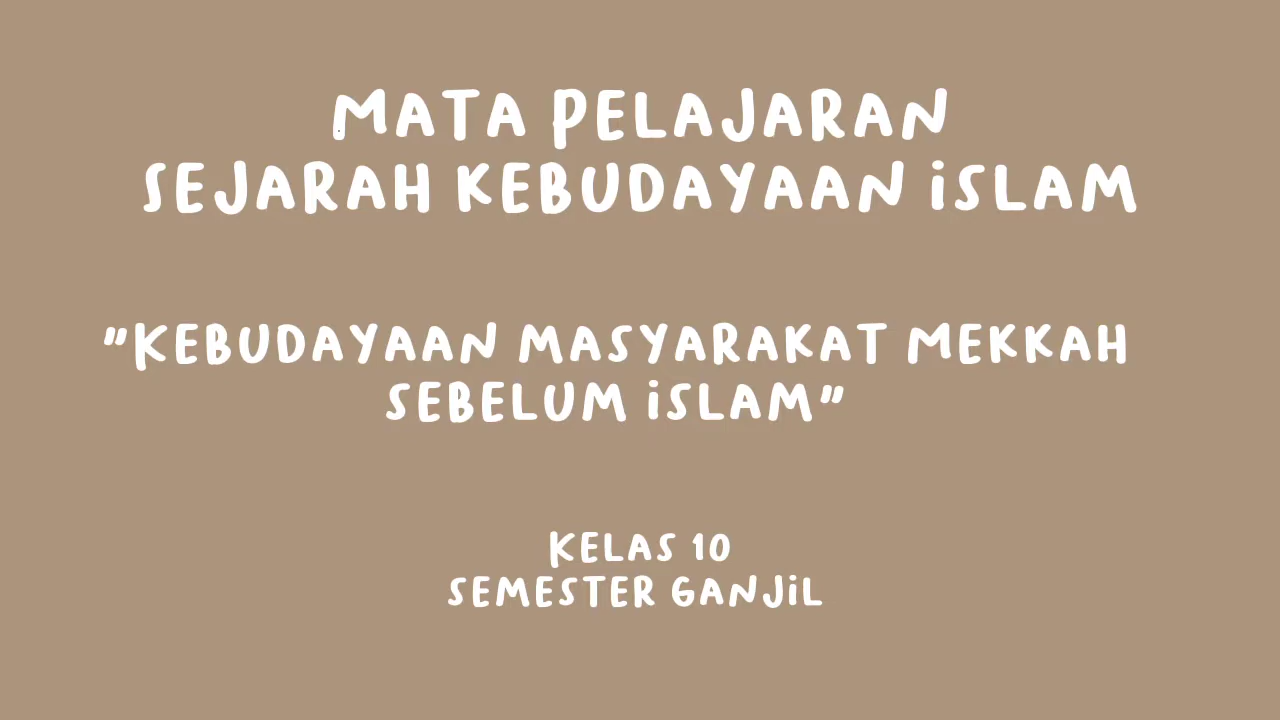 MATA PELAJARAN
SEJARAH KEBUDAYAAN ISLAM
"KEBUDAYAAN MASYARAKAT MEKKAH
SEBELUM ISLAM"
KELAS 10
SEMESTER GANJIL